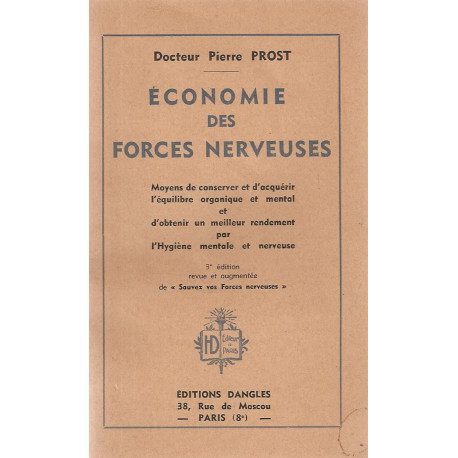 Docteur Pierre PROST
ÉCONOMIE
DES
FORCES NERVEUSES
Moyens de conserver et d'acquérir
l'équilibre organique et mental
et
d'obtenir un meilleur rendement
par
l'Hygiène mentale et nerveuse
3e édition
revue et augmentée
de « Sauvez vos Forces nerveuses »
HD
Éditeur
à
PARIS
ÉDITIONS DANGLES
38, Rue de Moscou
— PARIS (8e) —